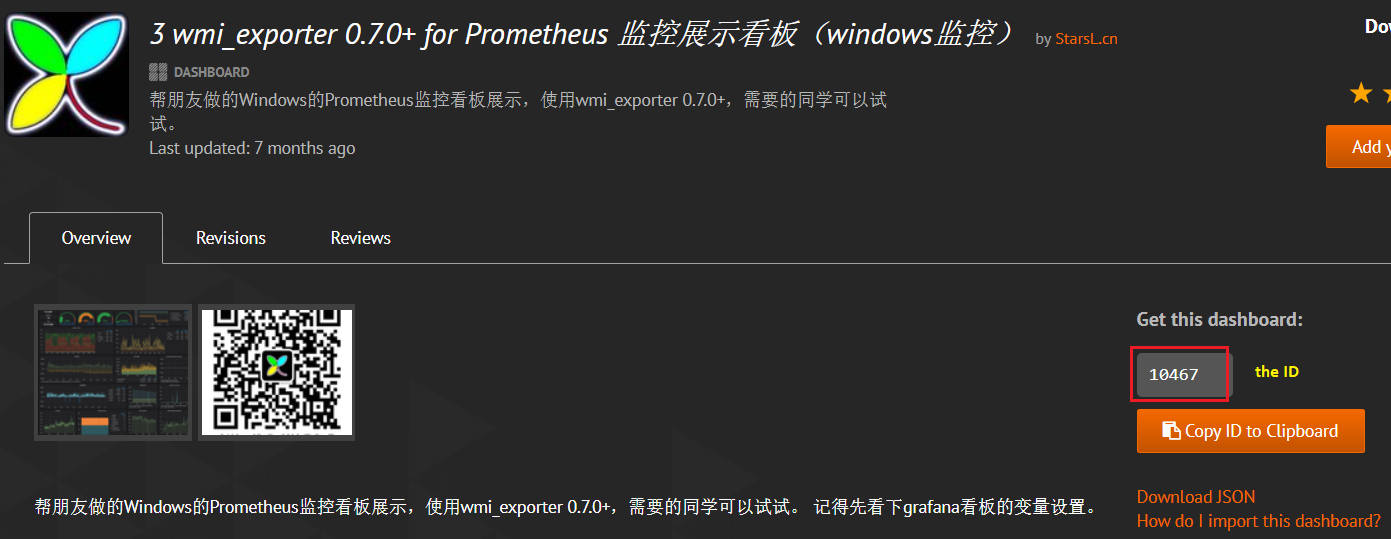 3 wmi_exporter 0.7.0+ for Prometheus 监控展示看板（windows监控） by StarsL.cn
DASHBOARD
帮朋友做的Windows的Prometheus监控看板展示，使用wmi_exporter 0.7.0+，需要的同学可以试
试。
Last updated: 7 months ago
Add
Overview
Revisions
Reviews
Get this dashboard:
10467
the ID
Copy ID to Clipboard
帮朋友做的Windows的Prometheus监控看板展示，使用wmi_exporter 0.7.0+，需要的同学可以试试。 记得先看下grafana看板的变量设置。
Download JSON
How do I import this dashboard?